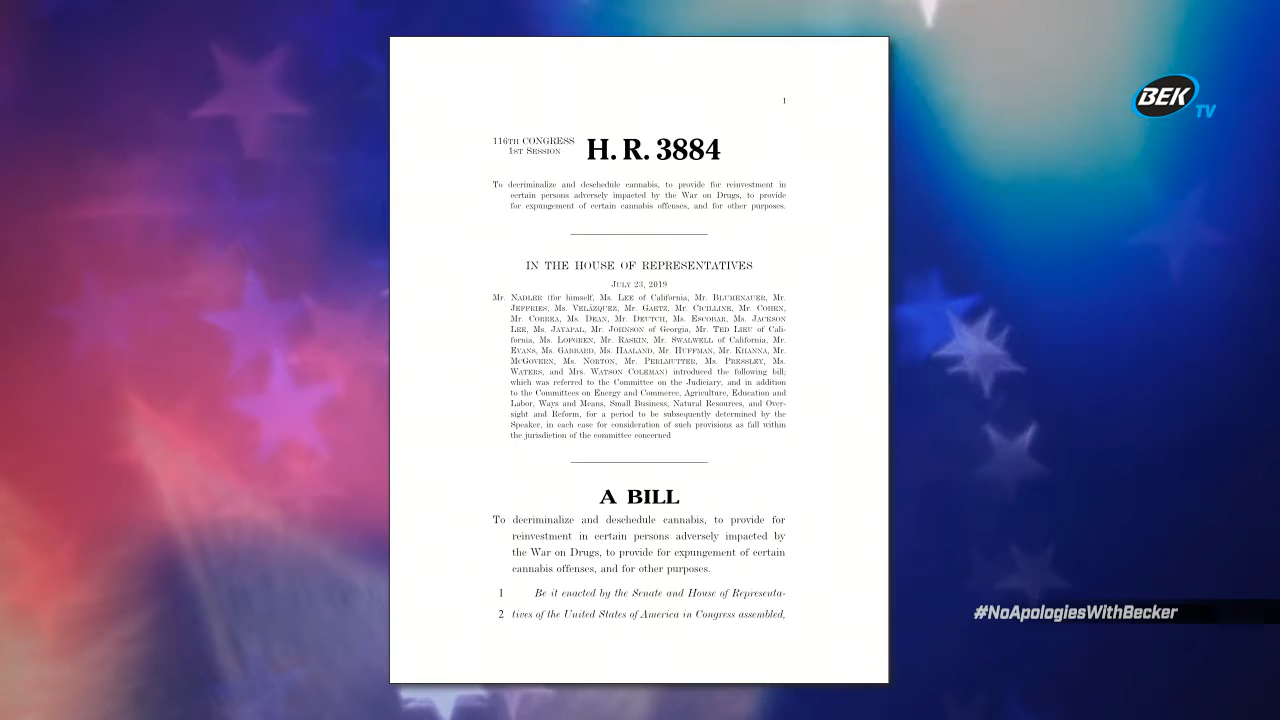 BEK TV
1
116TH CONGRESS
1ST SESSION
H. R. 3884
To decriminalize and deschedule cannabis, to provide for reinvestment in
certain persons adversely impacted by the War on Drugs, to provide
for expungement of certain cannabis offenses, and for other purposes.
IN THE HOUSE OF REPRESENTATIVES
JULY 23, 2019
Mr. NADLER (for himself, Ms. LEE of California, Mr. BLUMENAUER, Mr.
JEFFRIES, Ms. VELÁZQUEZ, Mr. GAETZ, Mr. CICILLINE, Mr. COHEN,
Mr. CORREA, Ms. DEAN, Mr. DEUTCH, Ms. ESCOBAR, Ms. JACKSON
LEE, Ms. JAYAPAL, Mr. JOHNSON of Georgia, Mr. TED LIEU of Cali-
fornia, Ms. LOFGREN, Mr. RASKIN, Mr. SWALWELL of California, Mr.
EVANS, Ms. GABBARD, Ms. HAALAND, Mr. HUFFMAN, Mr. KHANNA, Mr.
MCGOVERN, Ms. NORTON, Mr. PERLMUTTER, Ms. PRESSLEY, Ms.
WATERS, and Mrs. WATSON COLEMAN) introduced the following bill;
which was referred to the Committee on the Judiciary, and in addition
to the Committees on Energy and Commerce, Agriculture, Education and
Labor, Ways and Means, Small Business, Natural Resources, and Over-
sight and Reform, for a period to be subsequently determined by the
Speaker, in each case for consideration of such provisions as fall within
the jurisdiction of the committee concerned
A BILL
To decriminalize and deschedule cannabis, to provide for
reinvestment in certain persons adversely impacted by
the War on Drugs, to provide for expungement of certain
cannabis offenses, and for other purposes.
1 Be it enacted by the Senate and House of Representa-
2 tives of the United States of America in Congress assembled,
#NoApologiesWithBecker